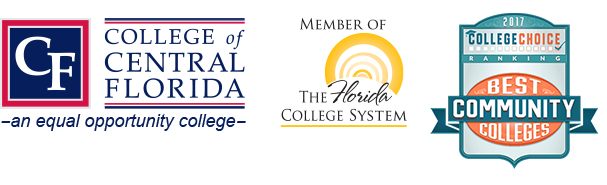 CF
COLLEGE of
CENTRAL
FLORIDA
–an equal opportunity college–
MEMBER OF
THE Florida
COLLEGE SYSTEM
2017
COLLEGECHOICE
RANKING
BEST
COMMUNITY
COLLEGES